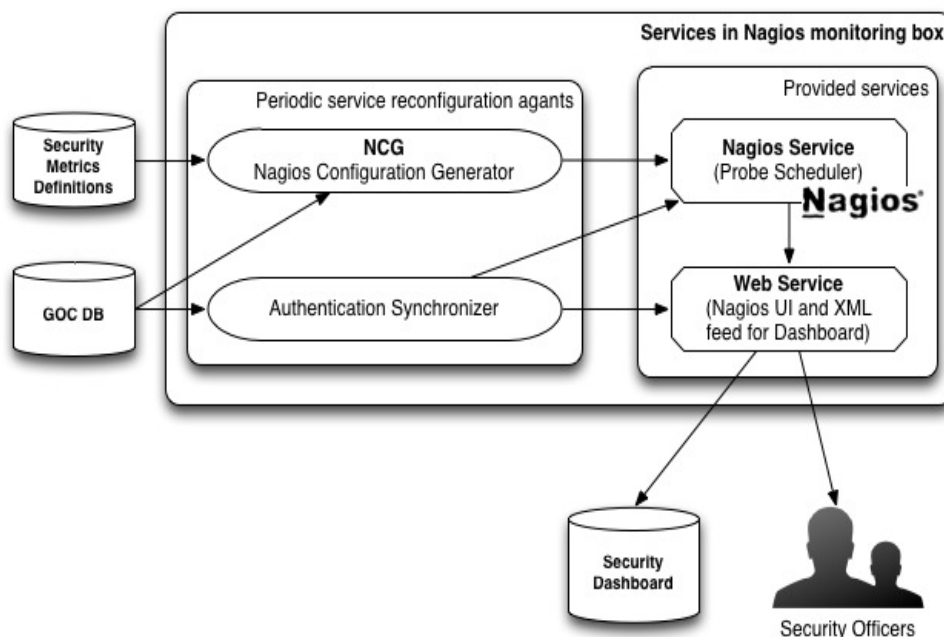 Services in Nagios monitoring box
Periodic service reconfiguration agants
Provided services
Security
Metrics
Definitions
NCG
Nagios Configuration Generator
Nagios Service
(Probe Scheduler)
Nagios®
GOC DB
Authentication Synchronizer
Web Service
(Nagios UI and XML
feed for Dashboard)
Security
Dashboard
Security Officers